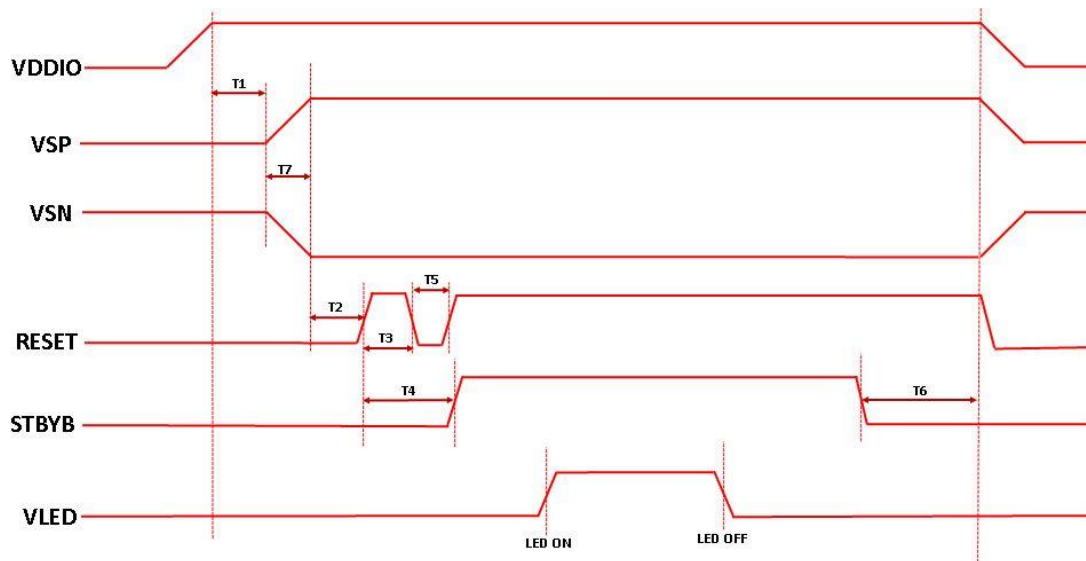 VDDIO
T1
VSP
T7
VSN
T5
T2
RESET
T3
T4
T6
STBYB
VLED
LED ON
LED OFF